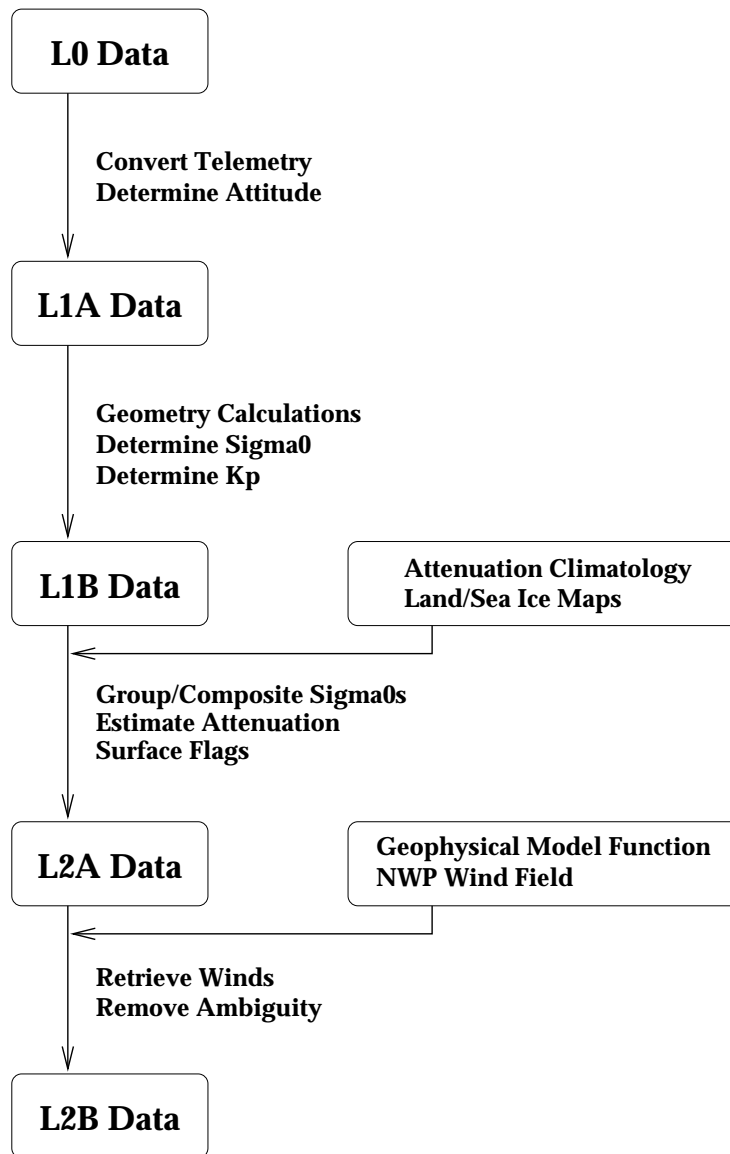 L0 Data
Convert Telemetry
Determine Attitude
L1A Data
Geometry Calculations
Determine Sigma0
Determine Kp
L1B Data
Attenuation Climatology
Land/Sea Ice Maps
Group/Composite Sigma0s
Estimate Attenuation
Surface Flags
L2A Data
Geophysical Model Function
NWP Wind Field
Retrieve Winds
Remove Ambiguity
L2B Data